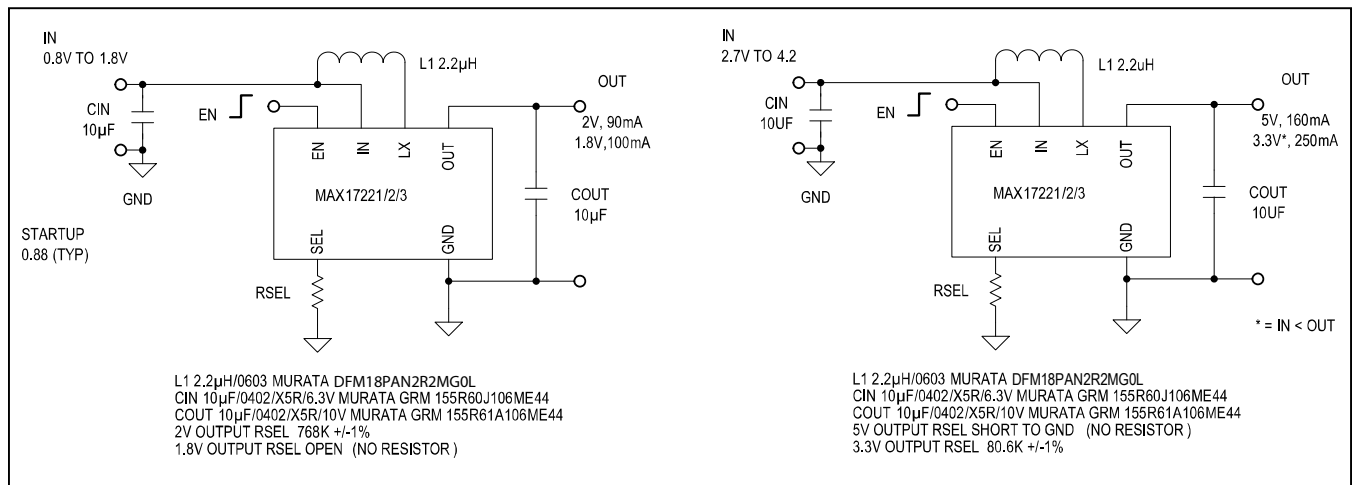 IN
0.8V TO 1.8V
L1 2.2µH
OUT
CIN
10µF
EN
2V, 90mA
1.8V,100mA
EN
IN
LX
OUT
GND
MAX17221/2/3
COUT
10µF
STARTUP
0.88 (TYP)
SEL
GND
RSEL
L1 2.2µH/0603 MURATA DFM18PAN2R2MG0L
CIN 10µF/0402/X5R/6.3V MURATA GRM 155R60J106ME44
COUT 10µF/0402/X5R/10V MURATA GRM 155R61A106ME44
2V OUTPUT RSEL 768K +/-1%
1.8V OUTPUT RSEL OPEN (NO RESISTOR )
IN
2.7V TO 4.2
L1 2.2uH
OUT
CIN
10UF
EN
5V, 160mA
3.3V*, 250mA
EN
IN
LX
OUT
GND
MAX17221/2/3
COUT
10UF
SEL
GND
RSEL
* = IN < OUT
L1 2.2µH/0603 MURATA DFM18PAN2R2MG0L
CIN 10µF/0402/X5R/6.3V MURATA GRM 155R60J106ME44
COUT 10µF/0402/X5R/10V MURATA GRM 155R61A106ME44
5V OUTPUT RSEL SHORT TO GND (NO RESISTOR )
3.3V OUTPUT RSEL 80.6K +/-1%